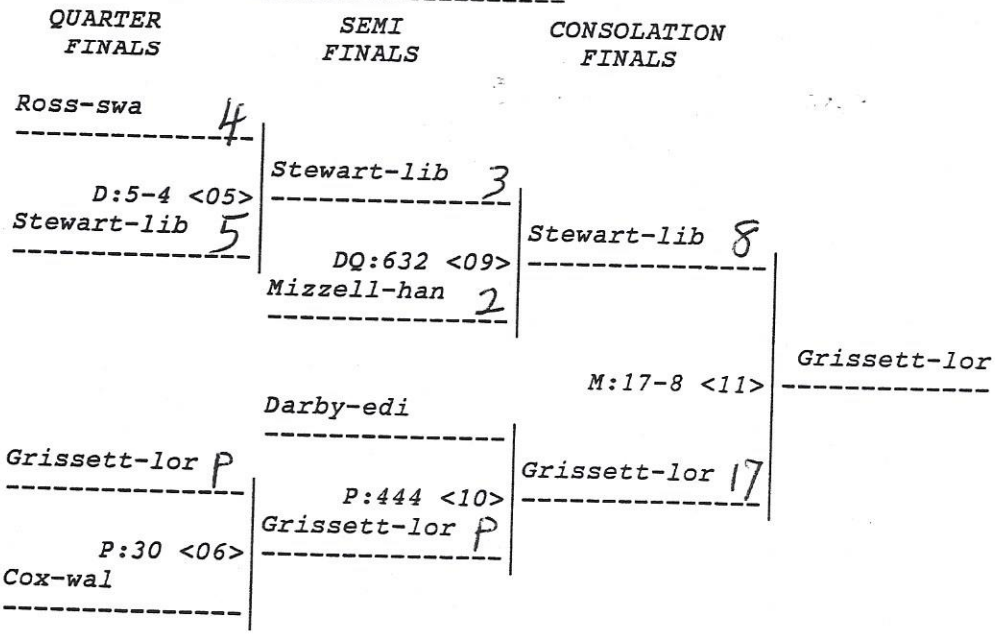 QUARTER FINALS
SEMI FINALS
CONSOLATION FINALS
Ross-swa 4
D:5-4 <05>
Stewart-lib 5
Stewart-lib 3
DQ:632 <09>
Mizzell-han 2
Stewart-lib 8
M:17-8 <11>
Grissett-lor
Darby-edi
Grissett-lor P
P:30 <06>
Cox-wal
P:444 <10>
Grissett-lor P
Grissett-lor 17